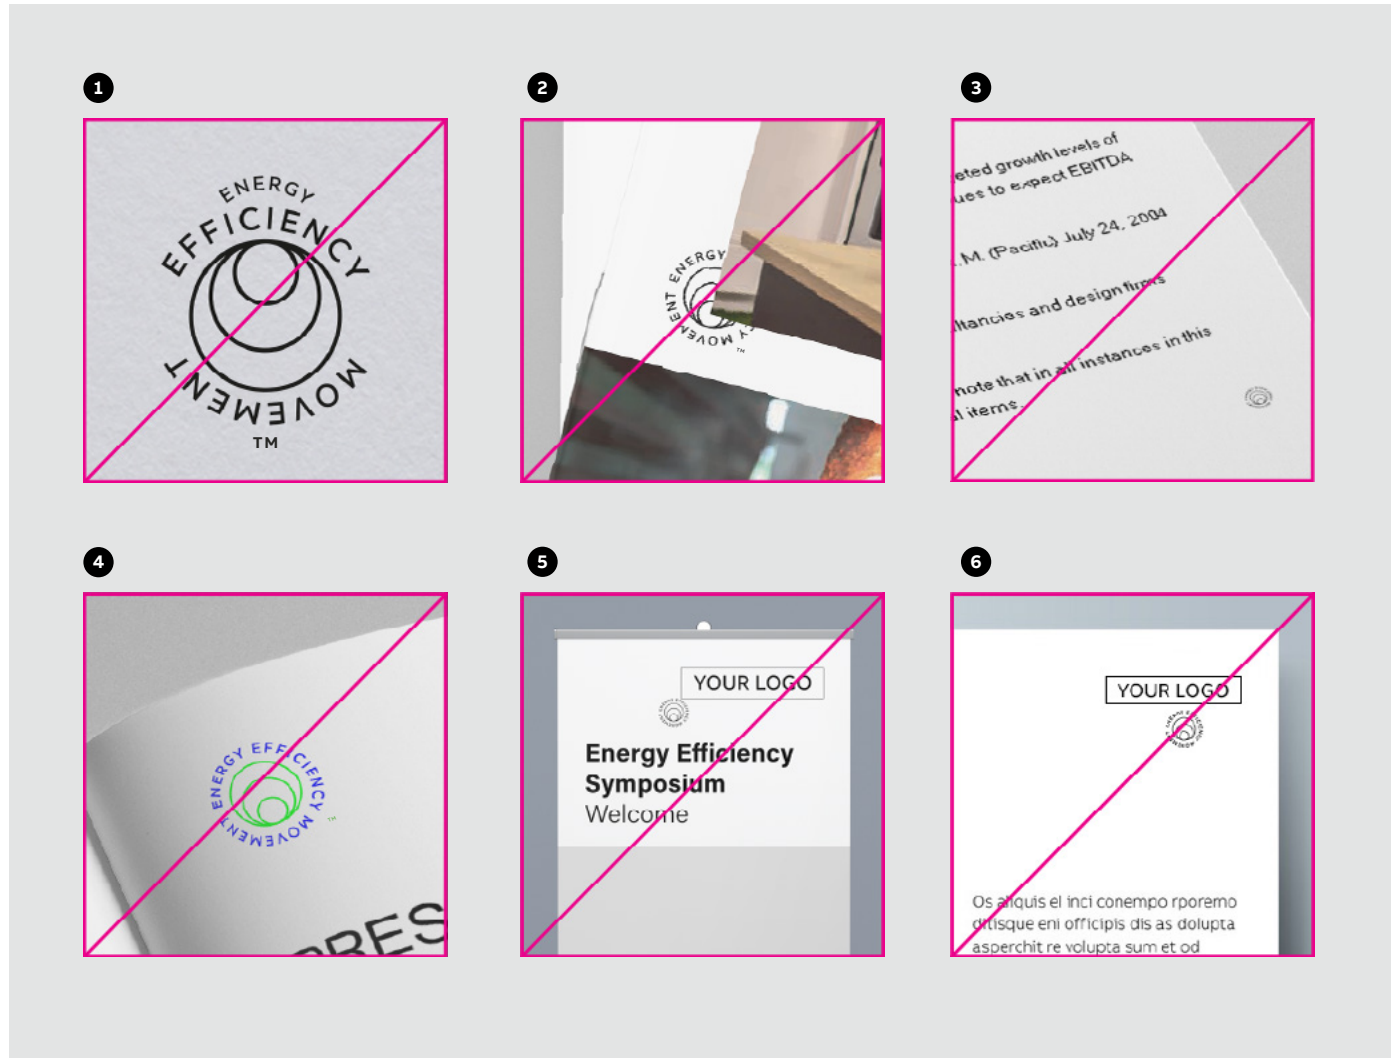 1
ENERGY
EFFICIENCY
MOVEMENT
TM
2
ENERGY
CY MOVEMENT
TM
3
eted growth levels of
ues to expect EBITDA
.M. (Pacific) July 24, 2004
ltancies and design firms
note that in all instances in this
al items.
4
ENERGY EFFICIENCY MOVEMENT
PRES
5
YOUR LOGO
Energy Efficiency
Symposium
Welcome
6
YOUR LOGO
Os aliquis el inci conempo rporemo
ditisque eni officipis dis as dolupta
asperchit re volupta sum et od